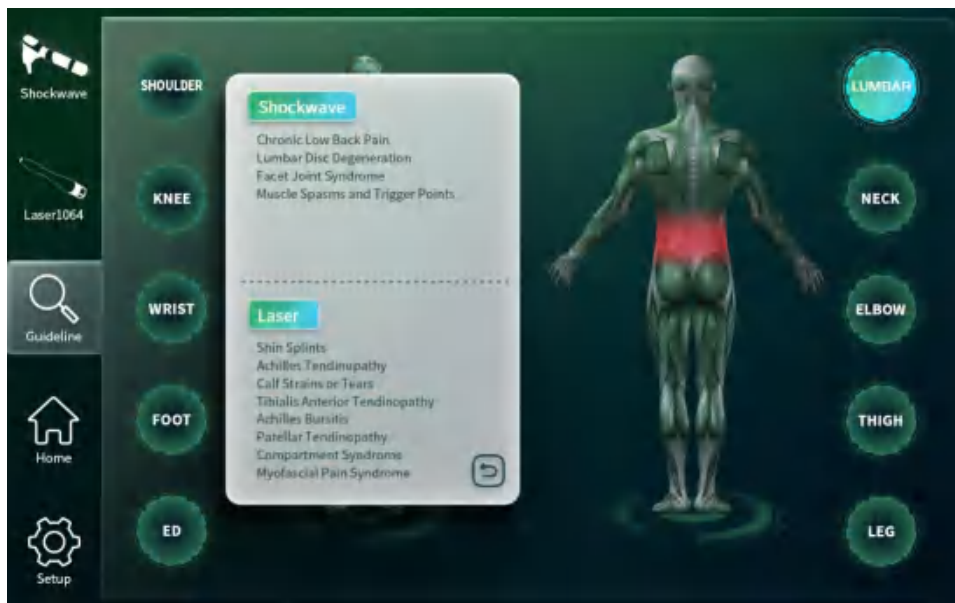 Shockwave
Laser1064
Guideline
Home
Setup
SHOULDER
KNEE
WRIST
FOOT
ED
Shockwave
Chronic Low Back Pain
Lumbar Disc Degeneration
Facet Joint Syndrome
Muscle Spasms and Trigger Points
Laser
Shin Splints
Achilles Tendinopathy
Calf Strains or Tears
Tibialis Anterior Tendinopathy
Achilles Bursitis
Patellar Tendinopathy
Compartment Syndrome
Myofascial Pain Syndrome
LUMBAR
NECK
ELBOW
THIGH
LEG